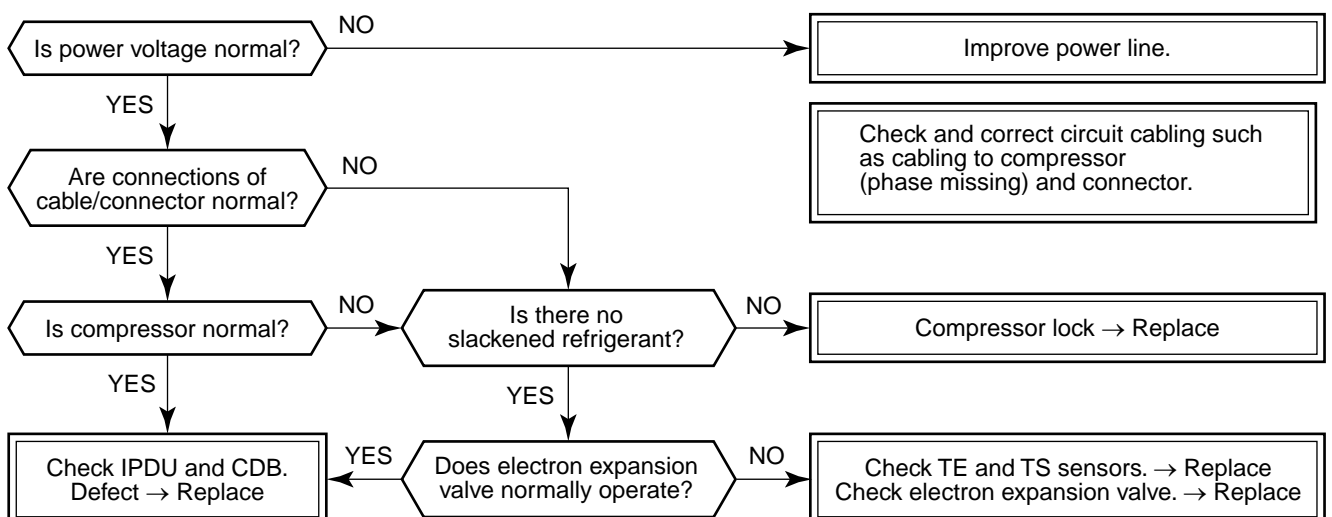 Is power voltage normal?
NO
Improve power line.
YES
Check and correct circuit cabling such
as cabling to compressor
(phase missing) and connector.
Are connections of
cable/connector normal?
NO
YES
Is compressor normal?
NO
Is there no
slackened refrigerant?
NO
Compressor lock → Replace
YES
YES
Check IPDU and CDB.
Defect → Replace
YES
Does electron expansion
valve normally operate?
NO
Check TE and TS sensors. → Replace
Check electron expansion valve. → Replace